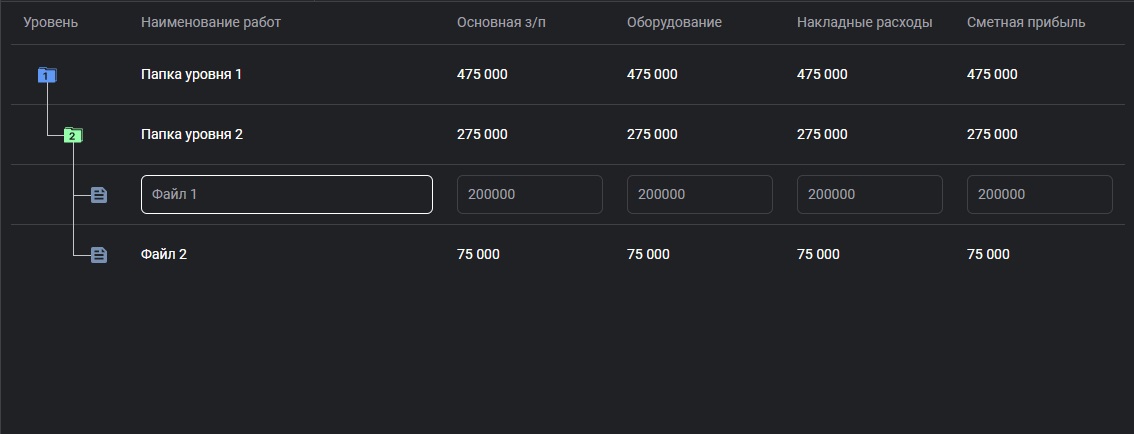 Уровень Наименование работ Основная з/п Оборудование Накладные расходы Сметная прибыль
1 Папка уровня 1 475 000 475 000 475 000 475 000
2 Папка уровня 2 275 000 275 000 275 000 275 000
Файл 1 200000 200000 200000 200000
Файл 2 75 000 75 000 75 000 75 000